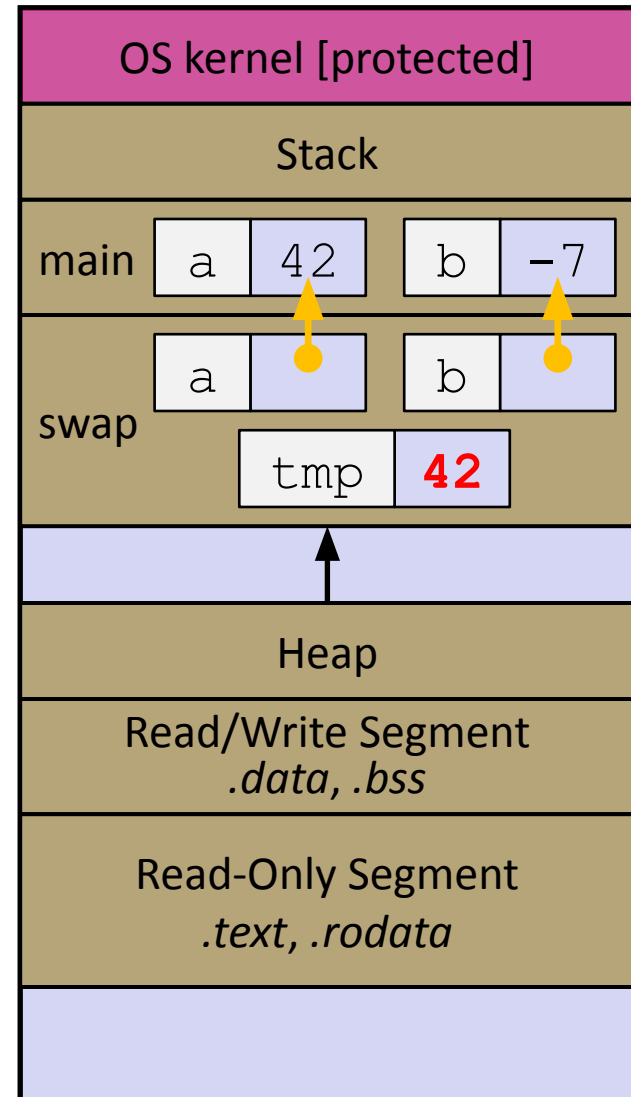 OS kernel [protected]
Stack
main a 42 b -7
a b
swap
tmp 42
Heap
Read/Write Segment
.data, .bss
Read-Only Segment
.text, .rodata